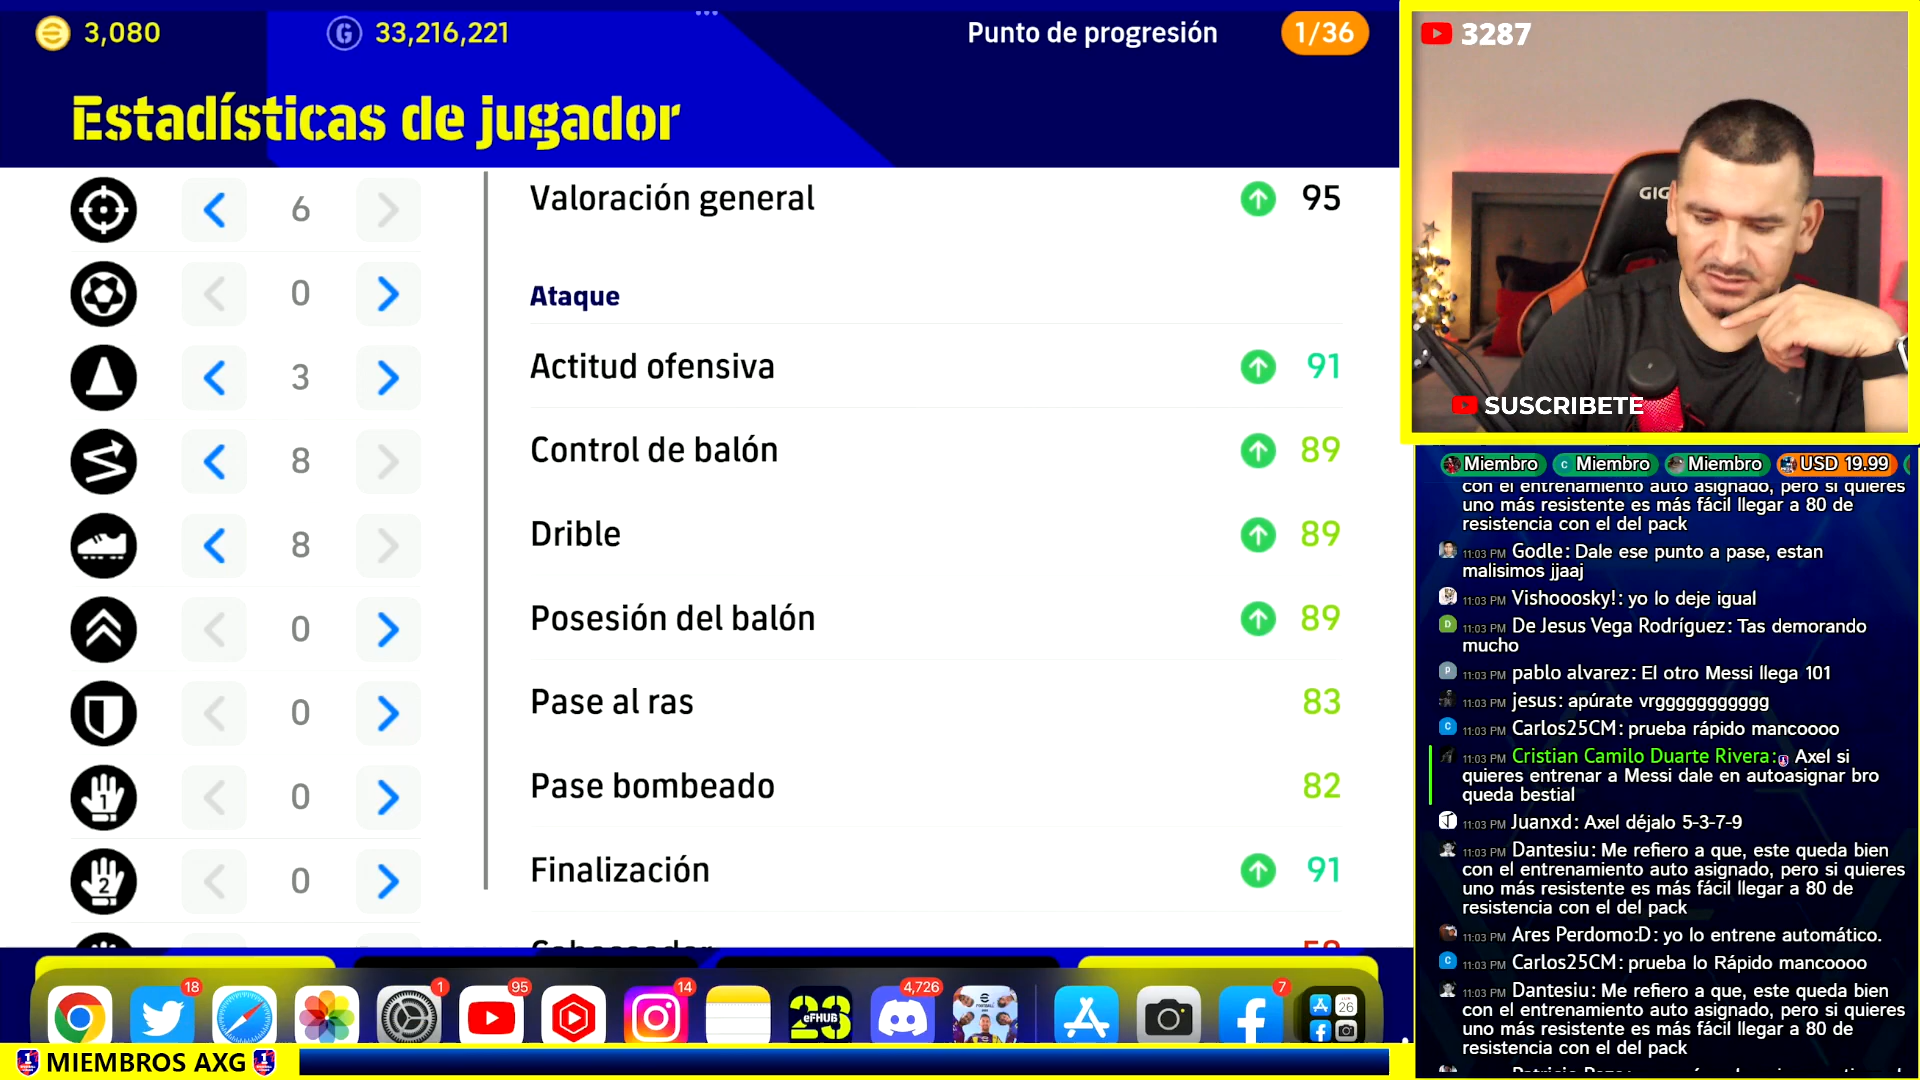 3,080
33,216,221
Punto de progresión
1/36
Estadísticas de jugador
6
0
3
8
8
0
0
0
0
1
2
Valoración general
95
Ataque
Actitud ofensiva
91
Control de balón
89
Drible
89
Posesión del balón
89
Pase al ras
83
Pase bombeado
82
Finalización
91
18
1
95
14
4,726
7
23
eFHUB
26
MIEMBROS AXG
3287
GIG
SUSCRIBETE
Miembro
Miembro
Miembro
USD 19.99
con el entrenamiento auto asignado, pero si quieres
uno más resistente es más fácil llegar a 80 de
resistencia con el del pack
11:03 PM Godle: Dale ese punto a pase, estan
malisimos jjaaj
11:03 PM Vishooosky!: yo lo deje igual
D 11:03 PM De Jesus Vega Rodríguez: Tas demorando
mucho
P 11:03 PM pablo alvarez: El otro Messi llega 101
11:03 PM jesus: apúrate vrgggggggggggg
C 11:03 PM Carlos25CM: prueba rápido mancoooo
11:03 PM Cristian Camilo Duarte Rivera: Axel si
quieres entrenar a Messi dale en autoasignar bro
queda bestial
11:03 PM Juanxd: Axel déjalo 5-3-7-9
11:03 PM Dantesiu: Me refiero a que, este queda bien
con el entrenamiento auto asignado, pero si quieres
uno más resistente es más fácil llegar a 80 de
resistencia con el del pack
11:03 PM Ares Perdomo:D: yo lo entrene automático.
C 11:03 PM Carlos25CM: prueba lo Rápido mancoooo
11:03 PM Dantesiu: Me refiero a que, este queda bien
con el entrenamiento auto asignado, pero si quieres
uno más resistente es más fácil llegar a 80 de
resistencia con el del pack